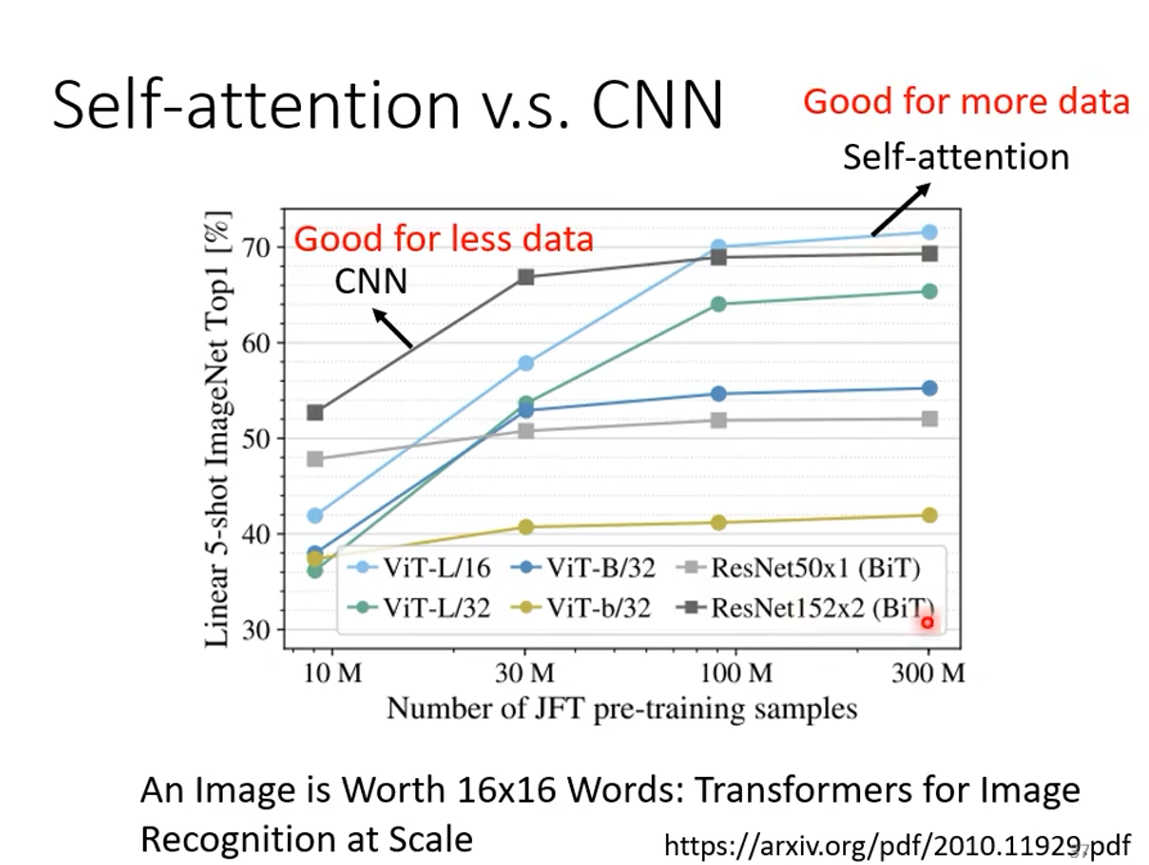 Self-attention v.s. CNN
Good for more data
Self-attention
Good for less data
CNN
Linear 5-shot ImageNet Top1 [%]
70
60
50
40
30
ViT-L/16
ViT-B/32
ResNet50x1 (BiT)
ViT-L/32
ViT-b/32
ResNet152x2 (BiT)
10 M
30 M
100 M
300 M
Number of JFT pre-training samples
An Image is Worth 16x16 Words: Transformers for Image
Recognition at Scale
https://arxiv.org/pdf/2010.11929.pdf